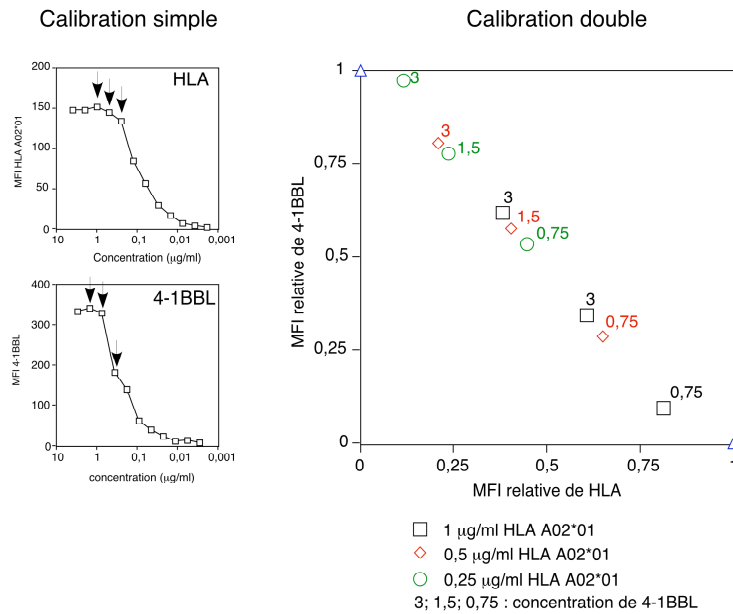 Calibration simple
Calibration double
HLA
MFI HLA A02*01
200
150
100
50
0
10 1 0,1 0,01 0,001
Concentration (µg/ml)
4-1BBL
MFI 4-1BBL
400
300
200
100
0
10 1 0,1 0,01 0,001
concentration (µg/ml)
MFI relative de 4-1BBL
1
0,75
0,5
0,25
0
3
3
1,5
3
1,5
0,75
3
0,75
0,75
0 0,25 0,5 0,75 1
MFI relative de HLA
1 µg/ml HLA A02*01
0,5 µg/ml HLA A02*01
0,25 µg/ml HLA A02*01
3; 1,5; 0,75 : concentration de 4-1BBL